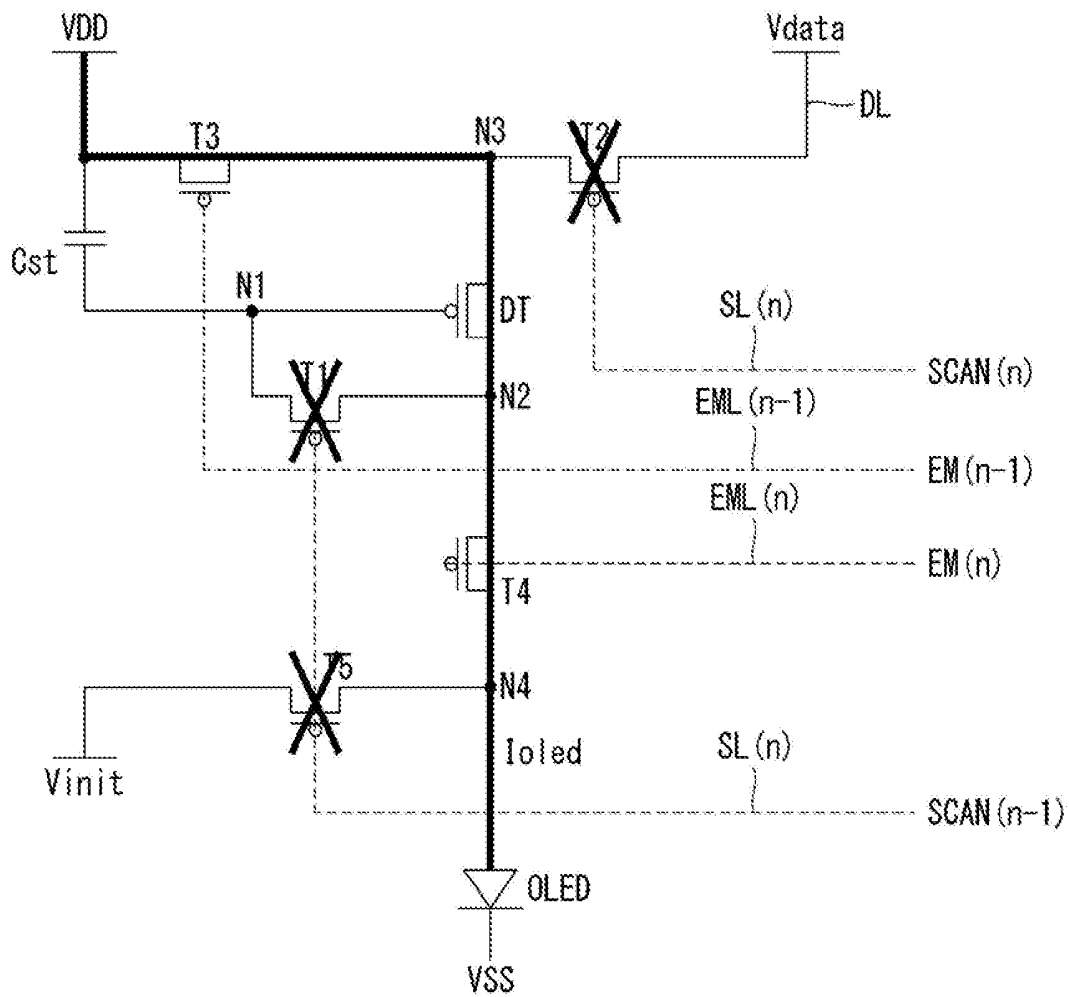 VDD
Vdata
DL
T3
N3
T2
Cst
N1
DT
SL(n)
SCAN(n)
T1
N2
EML(n-1)
EM(n-1)
EML(n)
EM(n)
T4
T5
N4
Vinit
Ioled
SL(n)
SCAN(n-1)
OLED
VSS